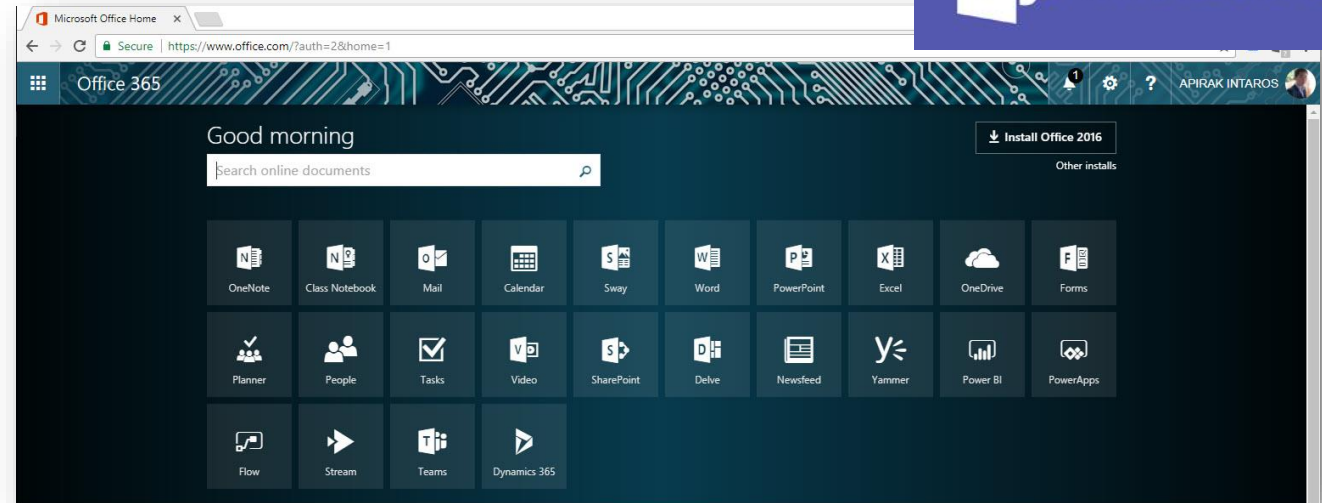 Microsoft Office Home
Secure | https://www.office.com/?auth=2&home=1
Office 365
1
?
APIRAK INTAROS
Good morning
Install Office 2016
Search online documents
Other installs
N
N
O
S
W
P
X
F
OneNote Class Notebook Mail Calendar Sway Word PowerPoint Excel OneDrive Forms
V
S
D
Planner People Tasks Video SharePoint Delve Newsfeed Yammer Power BI PowerApps
T
Flow Stream Teams Dynamics 365